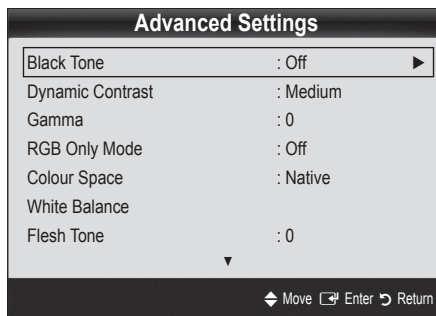 Advanced Settings
Black Tone : Off ►
Dynamic Contrast : Medium
Gamma : 0
RGB Only Mode : Off
Colour Space : Native
White Balance
Flesh Tone : 0
▼
Move Enter Return